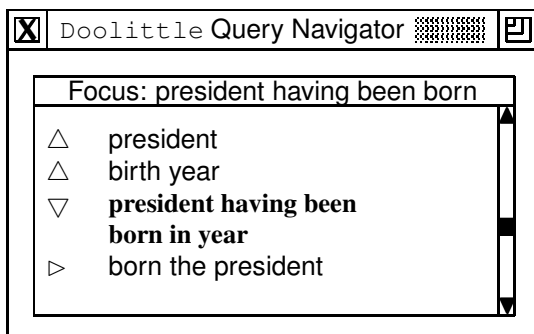 X Doolittle Query Navigator
Focus: president having been born
△ president
△ birth year
▽ president having been
born in year
▷ born the president